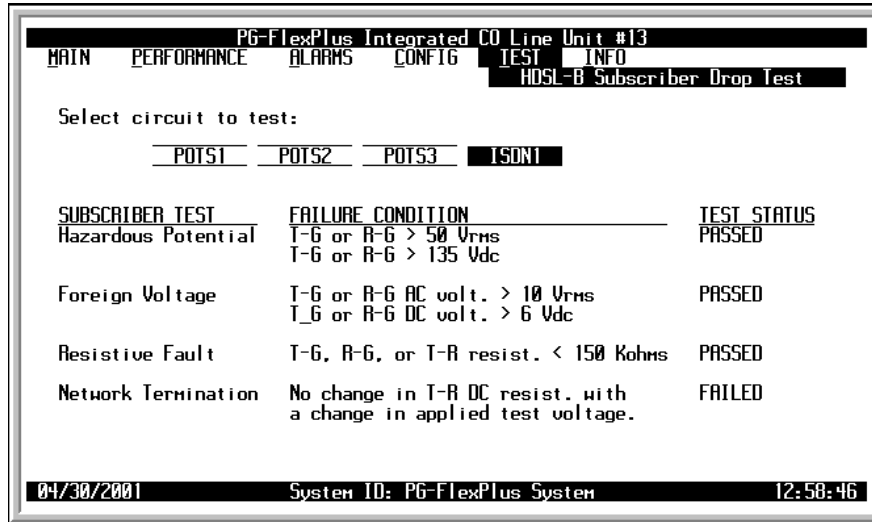 PG-FlexPlus Integrated CO Line Unit #13
MAIN PERFORMANCE ALARMS CONFIG TEST INFO
HDSL-B Subscriber Drop Test
Select circuit to test:
POTS1 POTS2 POTS3 ISDN1
SUBSCRIBER TEST FAILURE CONDITION TEST STATUS
Hazardous Potential T-G or R-G > 50 Vrms PASSED
T-G or R-G > 135 Vdc
Foreign Voltage T-G or R-G AC volt. > 10 Vrms PASSED
T_G or R-G DC volt. > 6 Vdc
Resistive Fault T-G, R-G, or T-R resist. < 150 Kohms PASSED
Network Termination No change in T-R DC resist. with FAILED
a change in applied test voltage.
04/30/2001 System ID: PG-FlexPlus System 12:58:46